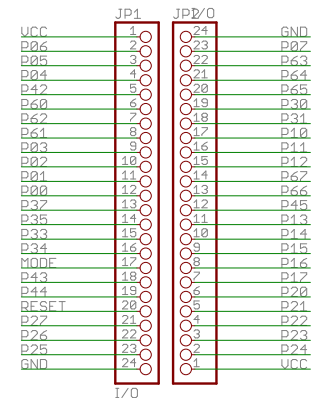 JP1 JP2 I/O
VCC 1 24 GND
P06 2 23 P07
P05 3 22 P63
P04 4 21 P64
P42 5 20 P65
P60 6 19 P30
P62 7 18 P31
P61 8 17 P10
P03 9 16 P11
P02 10 15 P12
P01 11 14 P67
P00 12 13 P66
P37 13 12 P45
P35 14 11 P13
P33 15 10 P14
P34 16 9 P15
MODE 17 8 P16
P43 18 7 P17
P44 19 6 P20
RESET 20 5 P21
P27 21 4 P22
P26 22 3 P23
P25 23 2 P24
GND 24 1 VCC
I/O